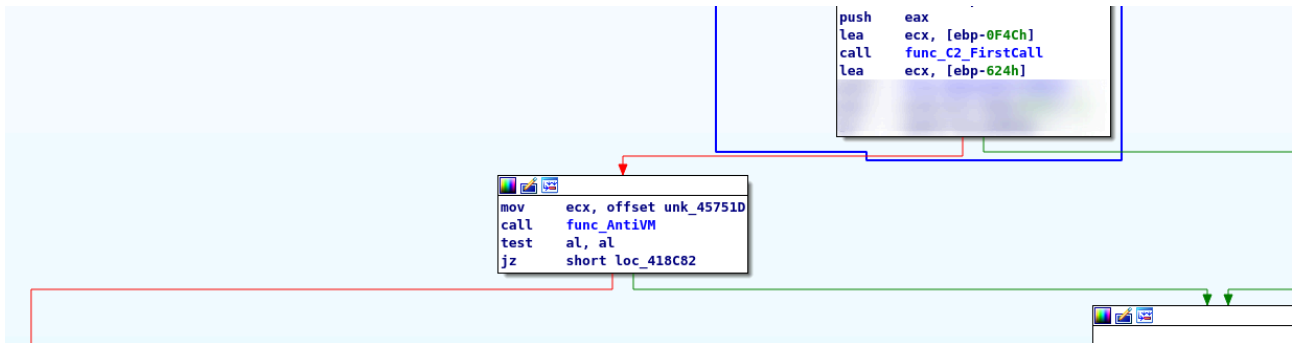 push eax
lea ecx, [ebp-0F4Ch]
call func_C2_FirstCall
lea ecx, [ebp-624h]
mov ecx, offset unk_45751D
call func_AntiVM
test al, al
jz short loc_418C82